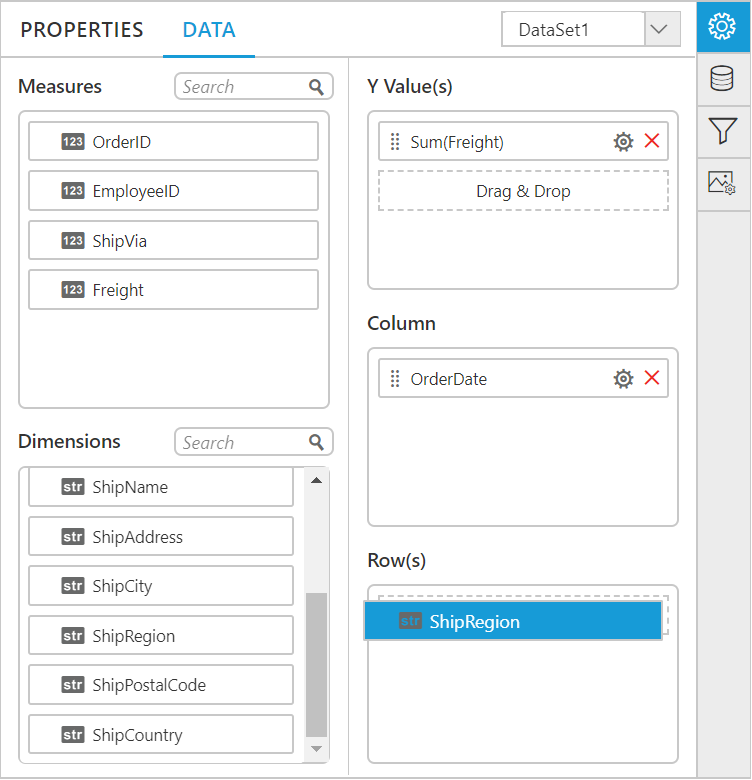 PROPERTIES
DATA
DataSet1
Measures
Search
123 OrderID
123 EmployeeID
123 ShipVia
123 Freight
Dimensions
Search
str ShipName
str ShipAddress
str ShipCity
str ShipRegion
str ShipPostalCode
str ShipCountry
Y Value(s)
Sum(Freight)
Drag & Drop
Column
OrderDate
Row(s)
str ShipRegion